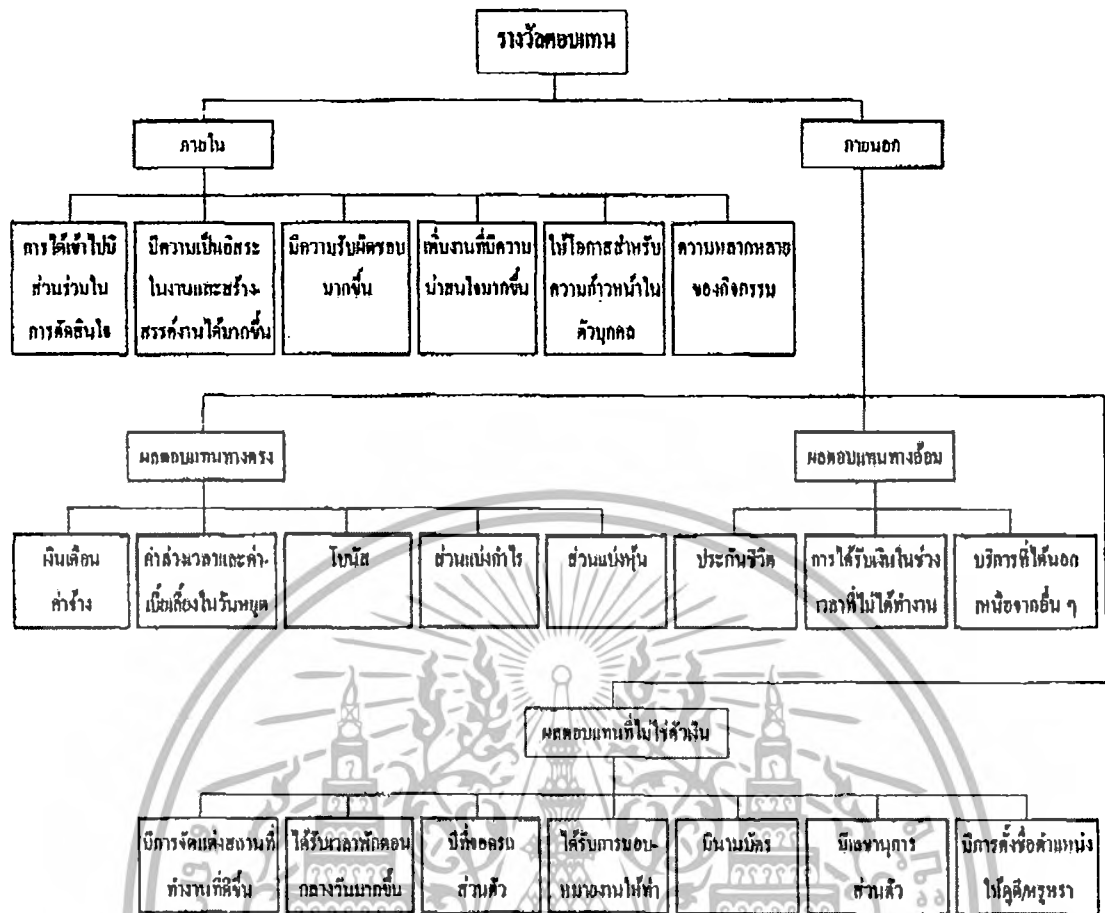 รางวัลตอบแทน
ภายใน
ภายนอก
การได้เข้าไปมี
ส่วนร่วมใน
การตัดสินใจ
มีความเป็นอิสระ
ในงานและสร้าง-
สรรค์งานได้มากขึ้น
มีความรับผิดชอบ
มากขึ้น
เพิ่มงานที่มีความ
น่าสนใจมากขึ้น
ให้โอกาสสำหรับ
ความก้าวหน้าใน
ตัวบุคคล
ความหลากหลาย
ของกิจกรรม
ผลตอบแทนทางตรง
ผลตอบแทนทางอ้อม
เงินเดือน
ค่าจ้าง
ค่าล่วงเวลาและค่า-
เบี้ยเลี้ยงในวันหยุด
โบนัส
ส่วนแบ่งกำไร
ส่วนแบ่งหุ้น
ประกันชีวิต
การได้รับเงินในช่วง
เวลาที่ไม่ได้ทำงาน
บริการที่ได้นอก
เหนือจากอื่น ๆ
ผลตอบแทนที่ไม่ใช่ตัวเงิน
มีการจัดแต่งสถานที่
ทำงานที่ดีขึ้น
ได้รับเวลาพักตอน
กลางวันมากขึ้น
มีที่จอดรถ
ส่วนตัว
ได้รับการมอบ-
หมายงานให้ทำ
มีนามบัตร
มีเลขานุการ
ส่วนตัว
มีการตั้งชื่อตำแหน่ง
ให้ดูดี/หรูหรา